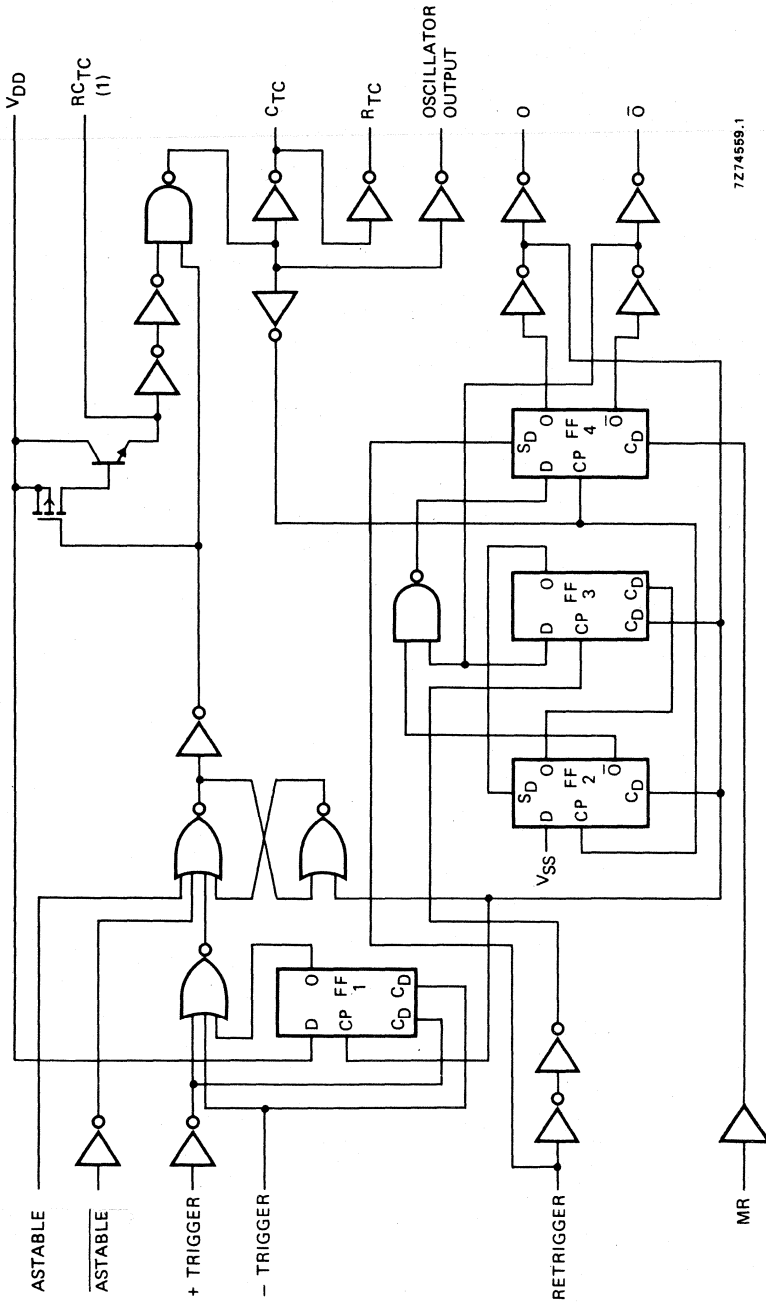 VDD
RCTC
(1)
ASTABLE
ASTABLE
+ TRIGGER
− TRIGGER
D
O
FF
1
CP
CD
CD
CTC
RTC
OSCILLATOR
OUTPUT
VSS
SD
D
O
FF
2
CP
O
CD
D
O
FF
3
CP
CD
CD
SD
D
O
FF
4
CP
O
CD
O
O
RETRIGGER
MR
7Z74559.1